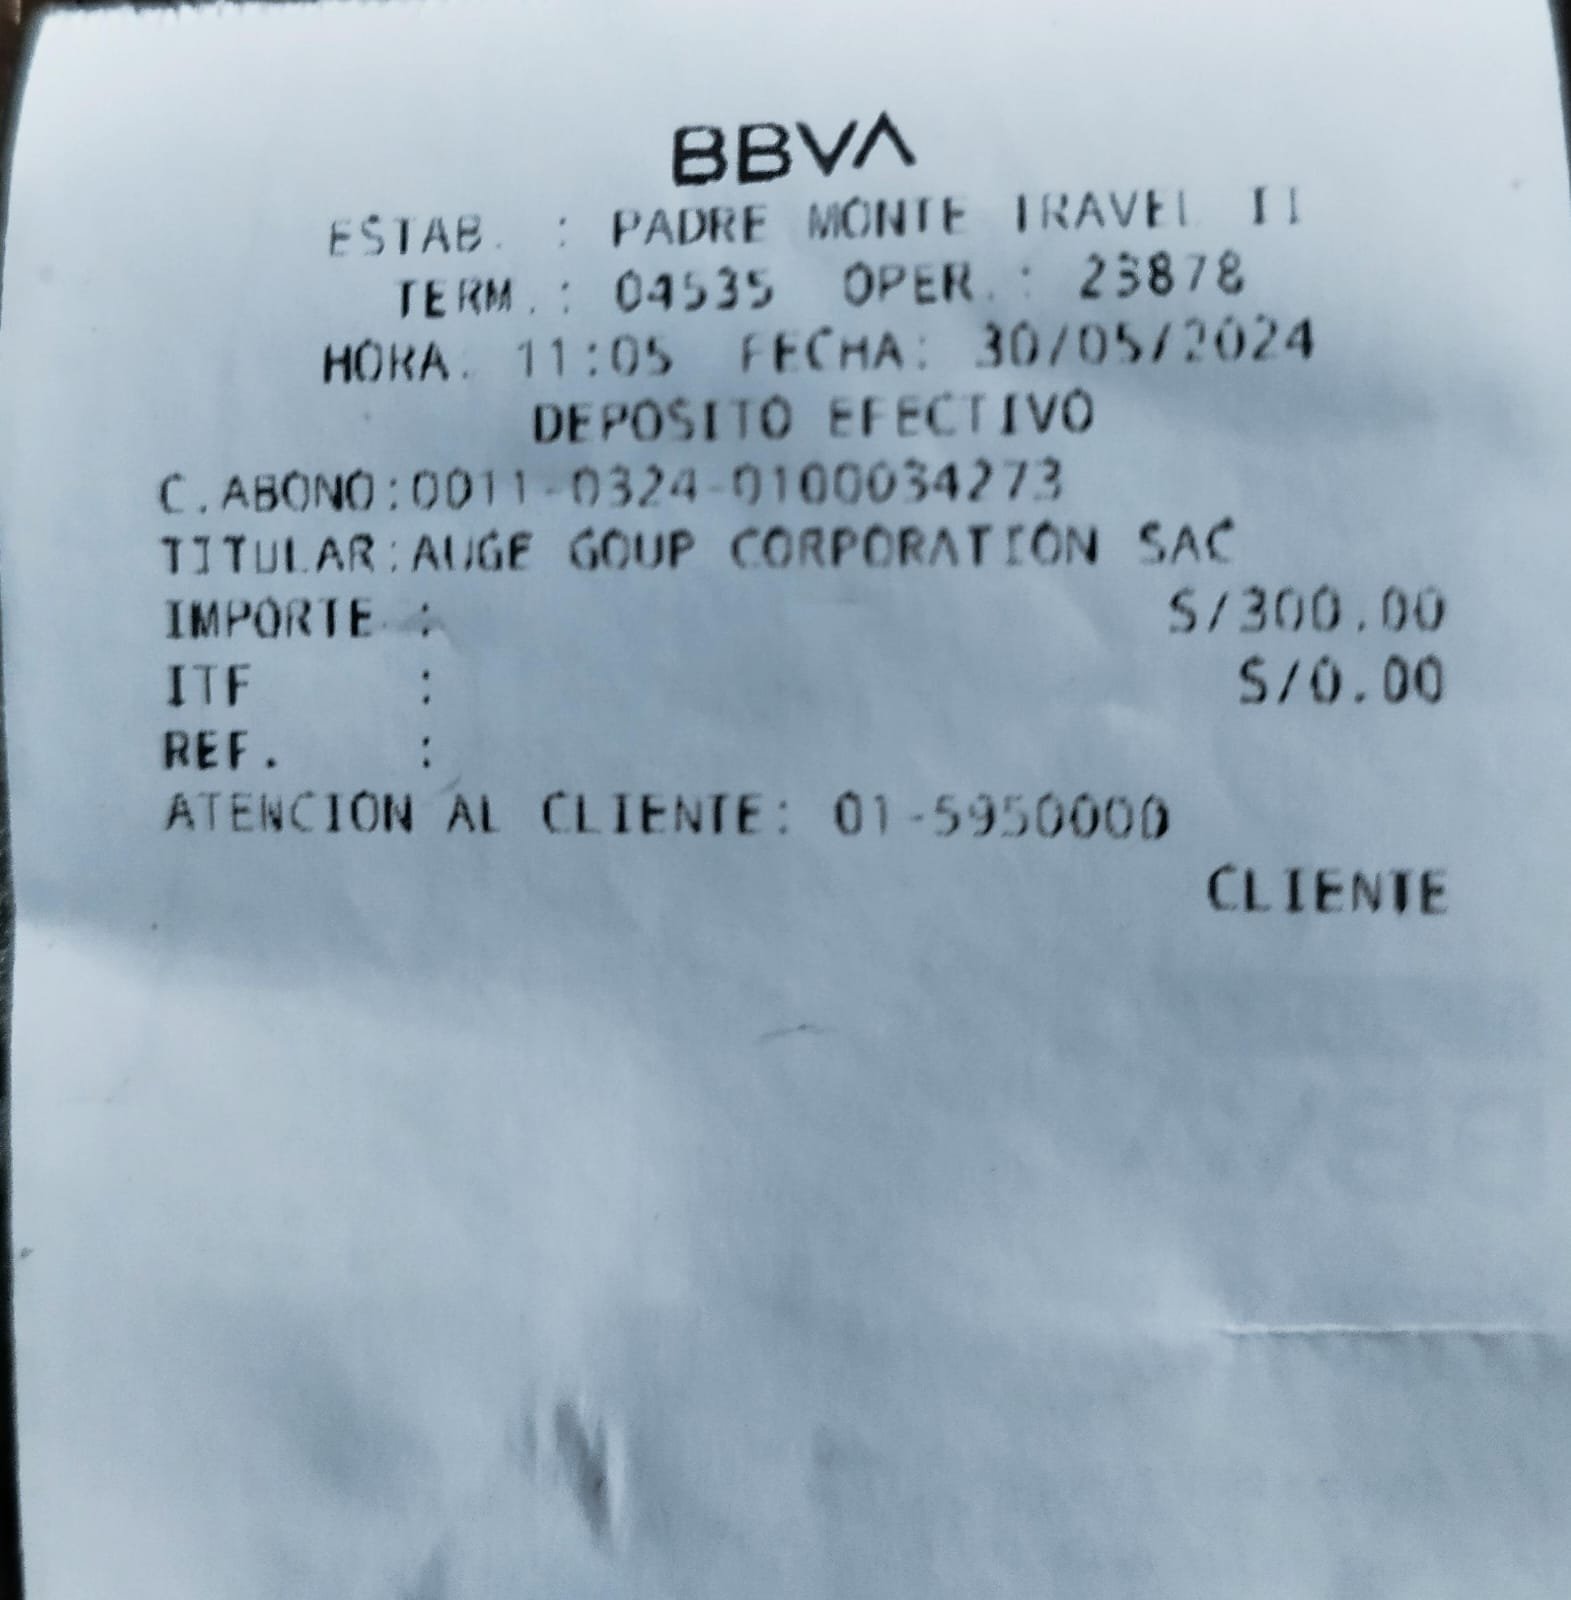 BBVA
ESTAB. : PADRE MONTE TRAVEL II
TERM.: 04535 OPER.: 23878
HORA. 11:05 FECHA: 30/05/2024
DEPOSITO EFECTIVO
C.ABONO:0011-0324-0100034273
TITULAR:AUGE GOUP CORPORATION SAC
IMPORTE : S/300.00
ITF : S/0.00
REF. :
ATENCION AL CLIENTE: 01-5950000
CLIENTE